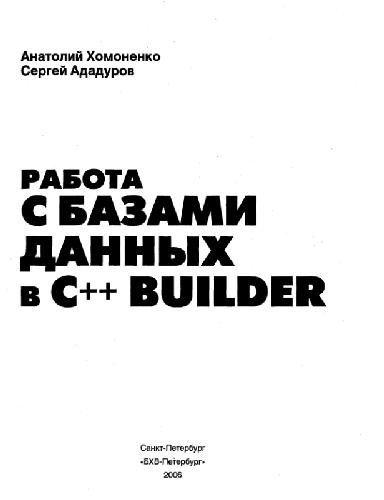 Анатолий Хомоненко
Сергей Ададуров
РАБОТА
С БАЗАМИ
ДАННЫХ
В C++ BUILDER
Санкт-Петербург
«БХВ-Петербург»
2006